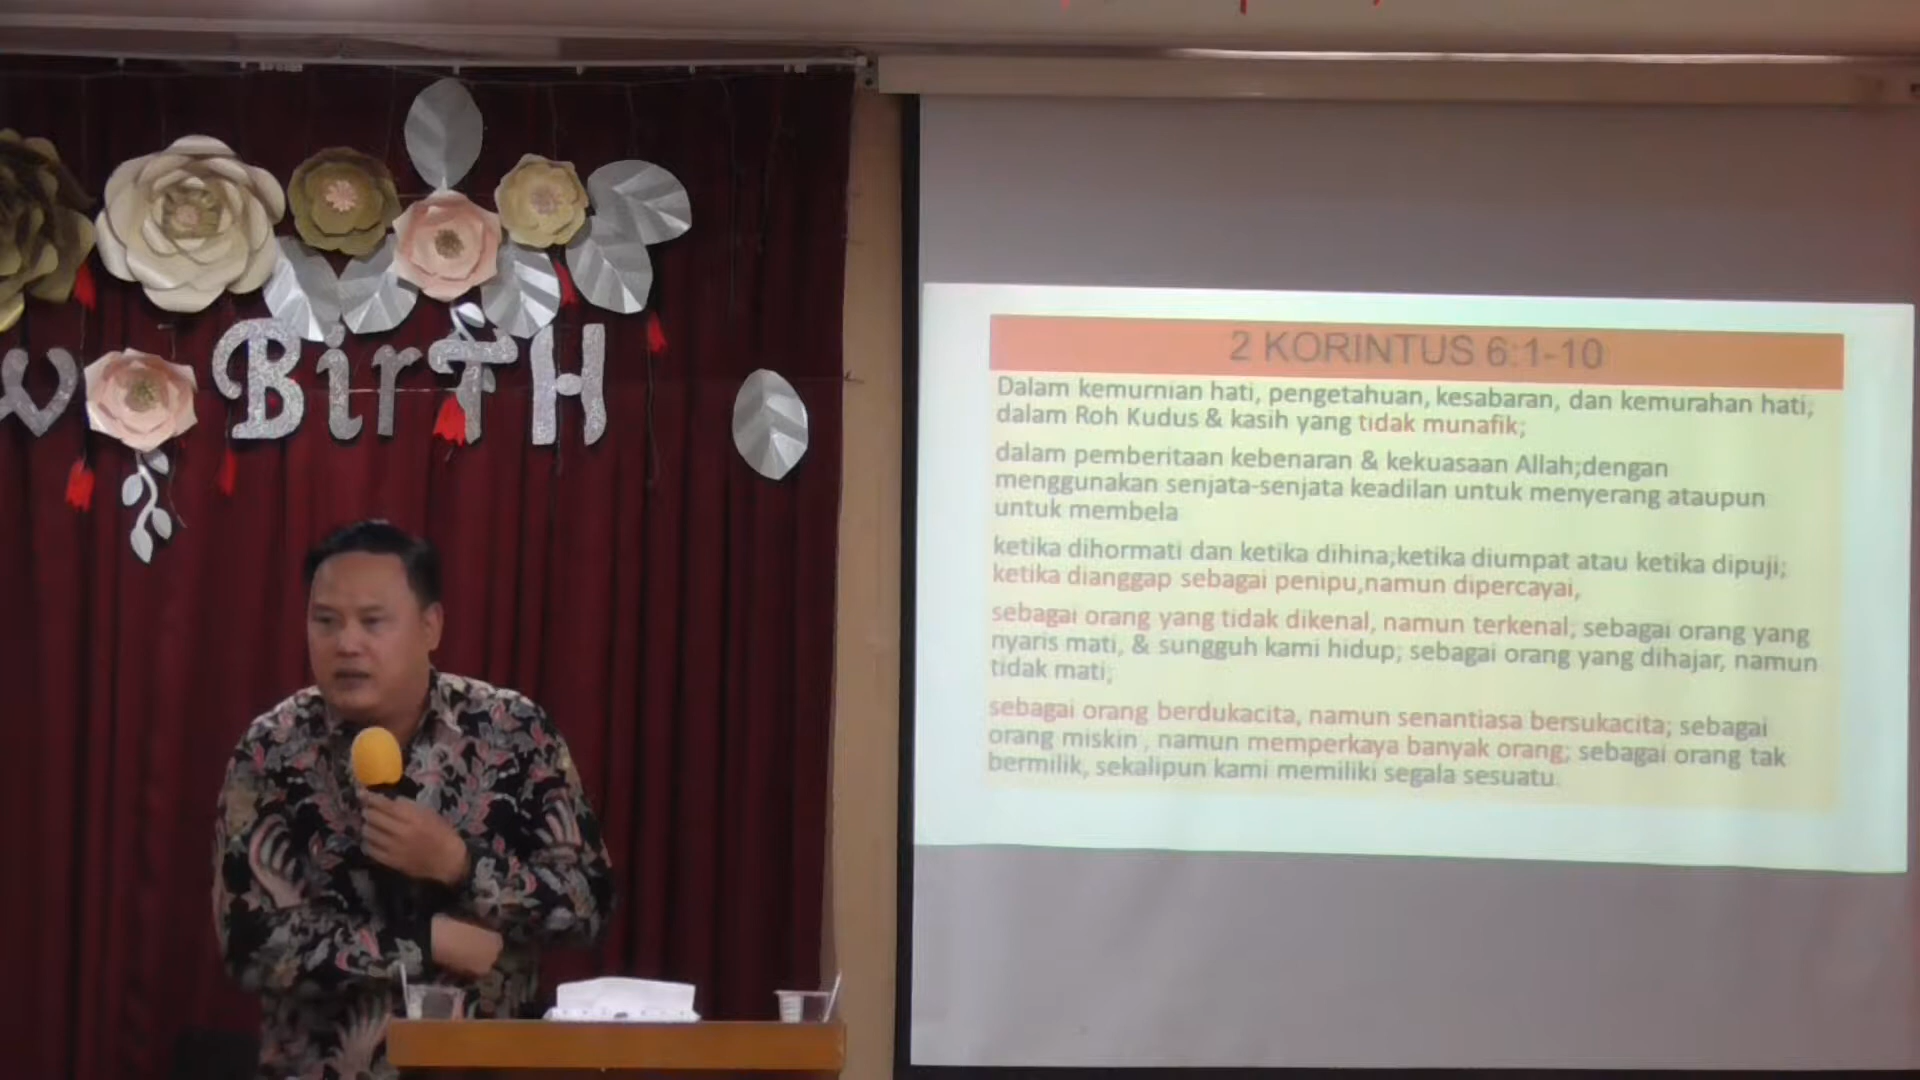 w BirTH
2 KORINTUS 6:1-10
Dalam kemurnian hati, pengetahuan, kesabaran, dan kemurahan hati,
dalam Roh Kudus & kasih yang tidak munafik;
dalam pemberitaan kebenaran & kekuasaan Allah;dengan
menggunakan senjata-senjata keadilan untuk menyerang ataupun
untuk membela
ketika dihormati dan ketika dihina;ketika diumpat atau ketika dipuji;
ketika dianggap sebagai penipu,namun dipercayai,
sebagai orang yang tidak dikenal, namun terkenal, sebagai orang yang
nyaris mati, & sungguh kami hidup; sebagai orang yang dihajar, namun
tidak mati;
sebagai orang berdukacita, namun senantiasa bersukacita; sebagai
orang miskin , namun memperkaya banyak orang; sebagai orang tak
bermilik, sekalipun kami memiliki segala sesuatu.